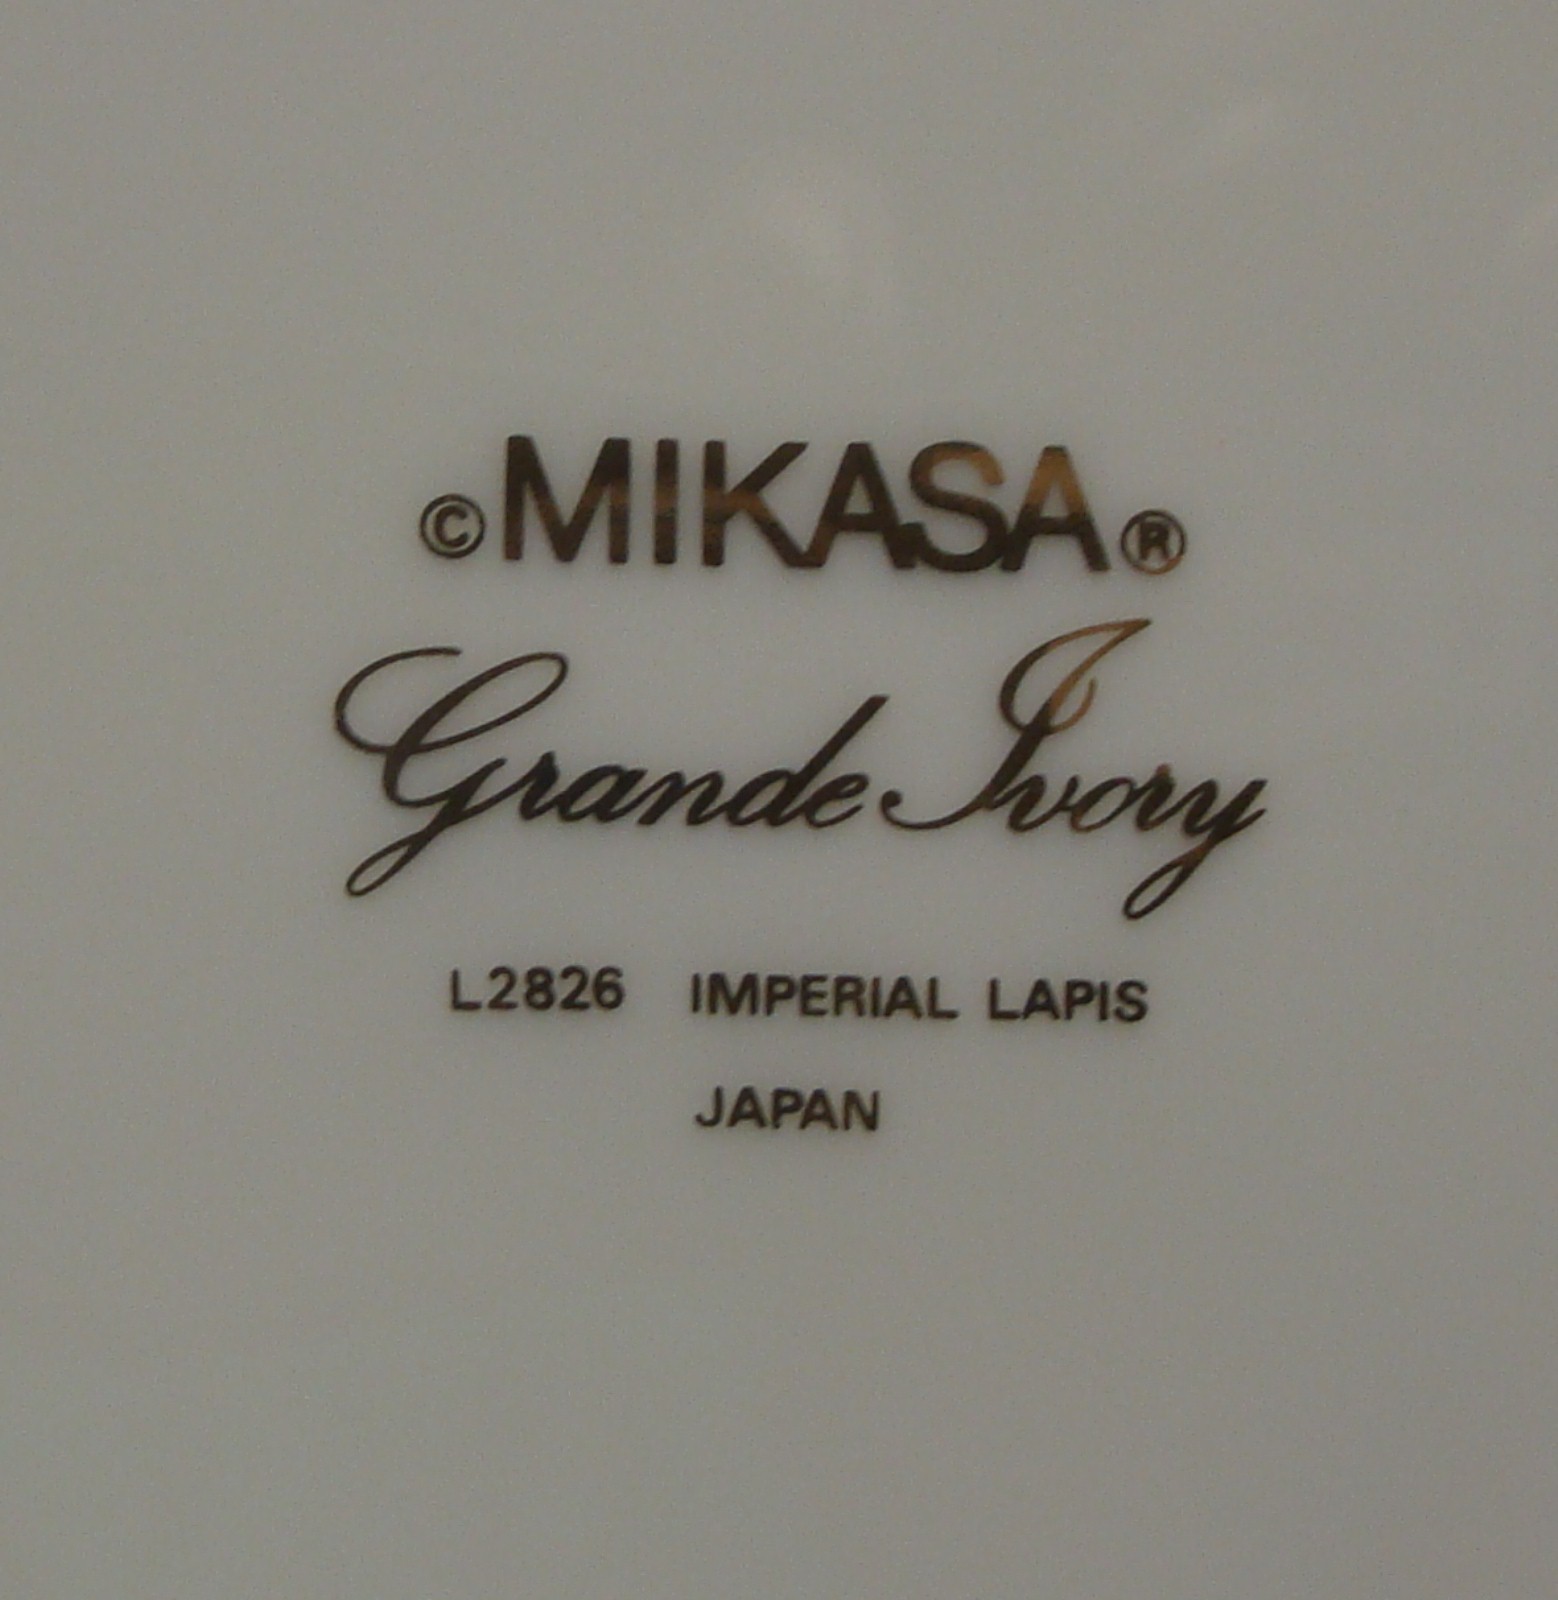 © MIKASA ®
Grande Ivory
L2826 IMPERIAL LAPIS
JAPAN